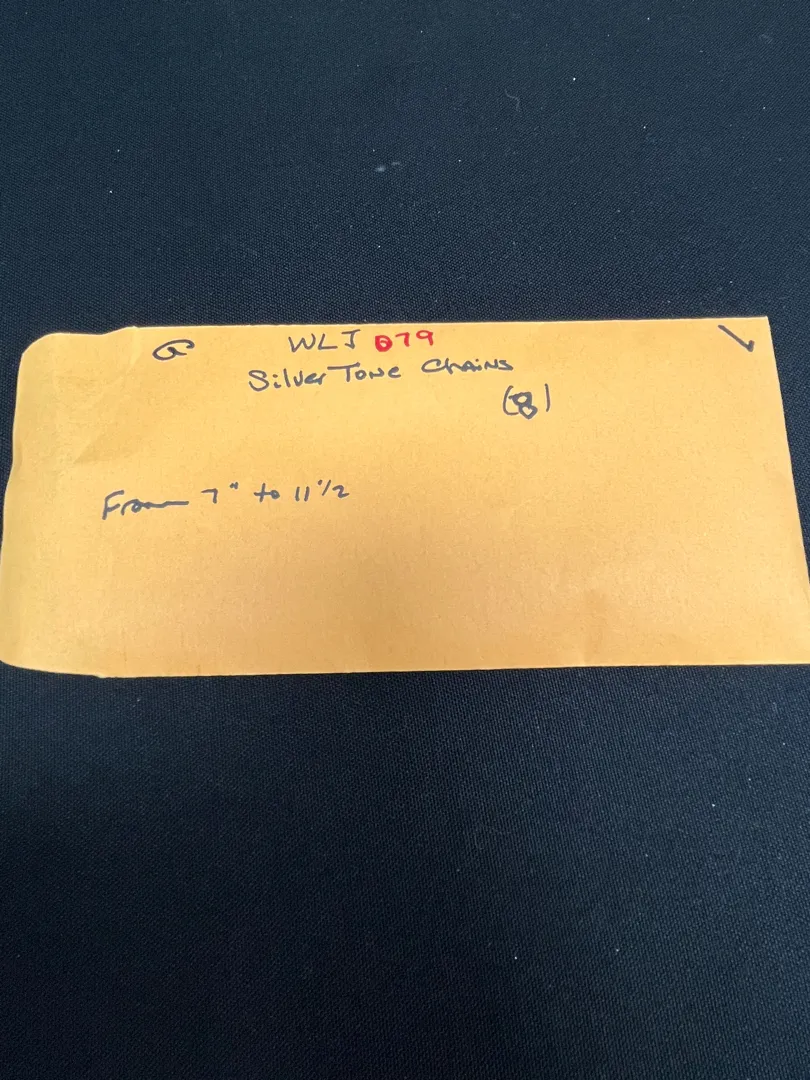 WLJ 079
Silver Tone Chains
(8)
From 7" to 11 1/2